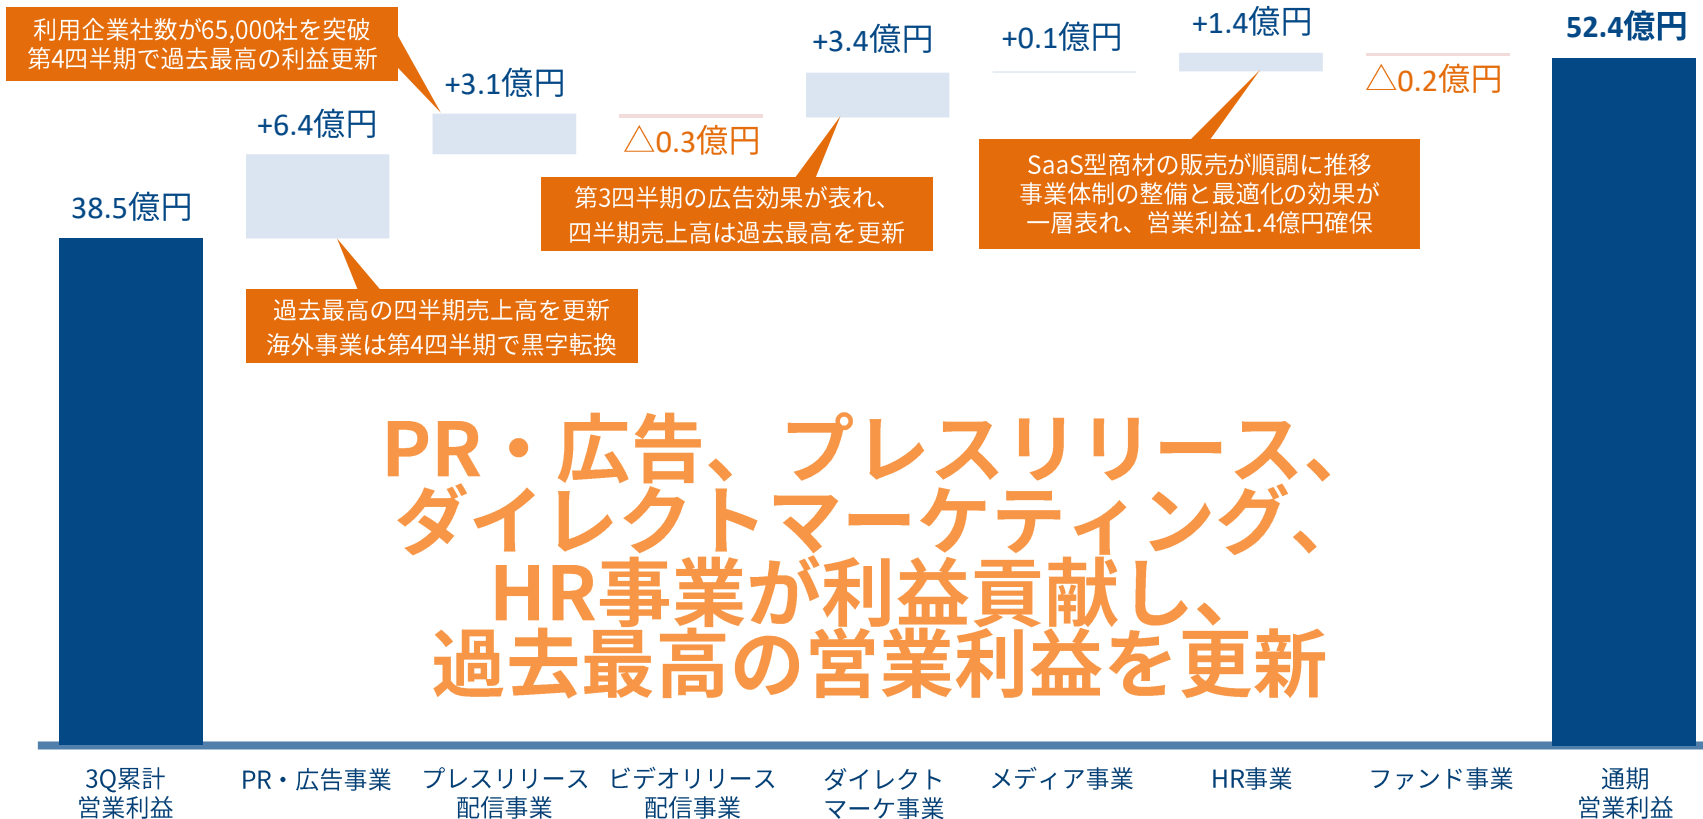 利用企業社数が65,000社を突破
第4四半期で過去最高の利益更新
38.5億円
+6.4億円
+3.1億円
△0.3億円
+3.4億円
+0.1億円
+1.4億円
△0.2億円
52.4億円
過去最高の四半期売上高を更新
海外事業は第4四半期で黒字転換
第3四半期の広告効果が表れ、
四半期売上高は過去最高を更新
SaaS型商材の販売が順調に推移
事業体制の整備と最適化の効果が
一層表れ、営業利益1.4億円確保
PR・広告、プレスリリース、
ダイレクトマーケティング、
HR事業が利益貢献し、
過去最高の営業利益を更新
3Q累計
営業利益
PR・広告事業
プレスリリース
配信事業
ビデオリリース
配信事業
ダイレクト
マーケ事業
メディア事業
HR事業
ファンド事業
通期
営業利益